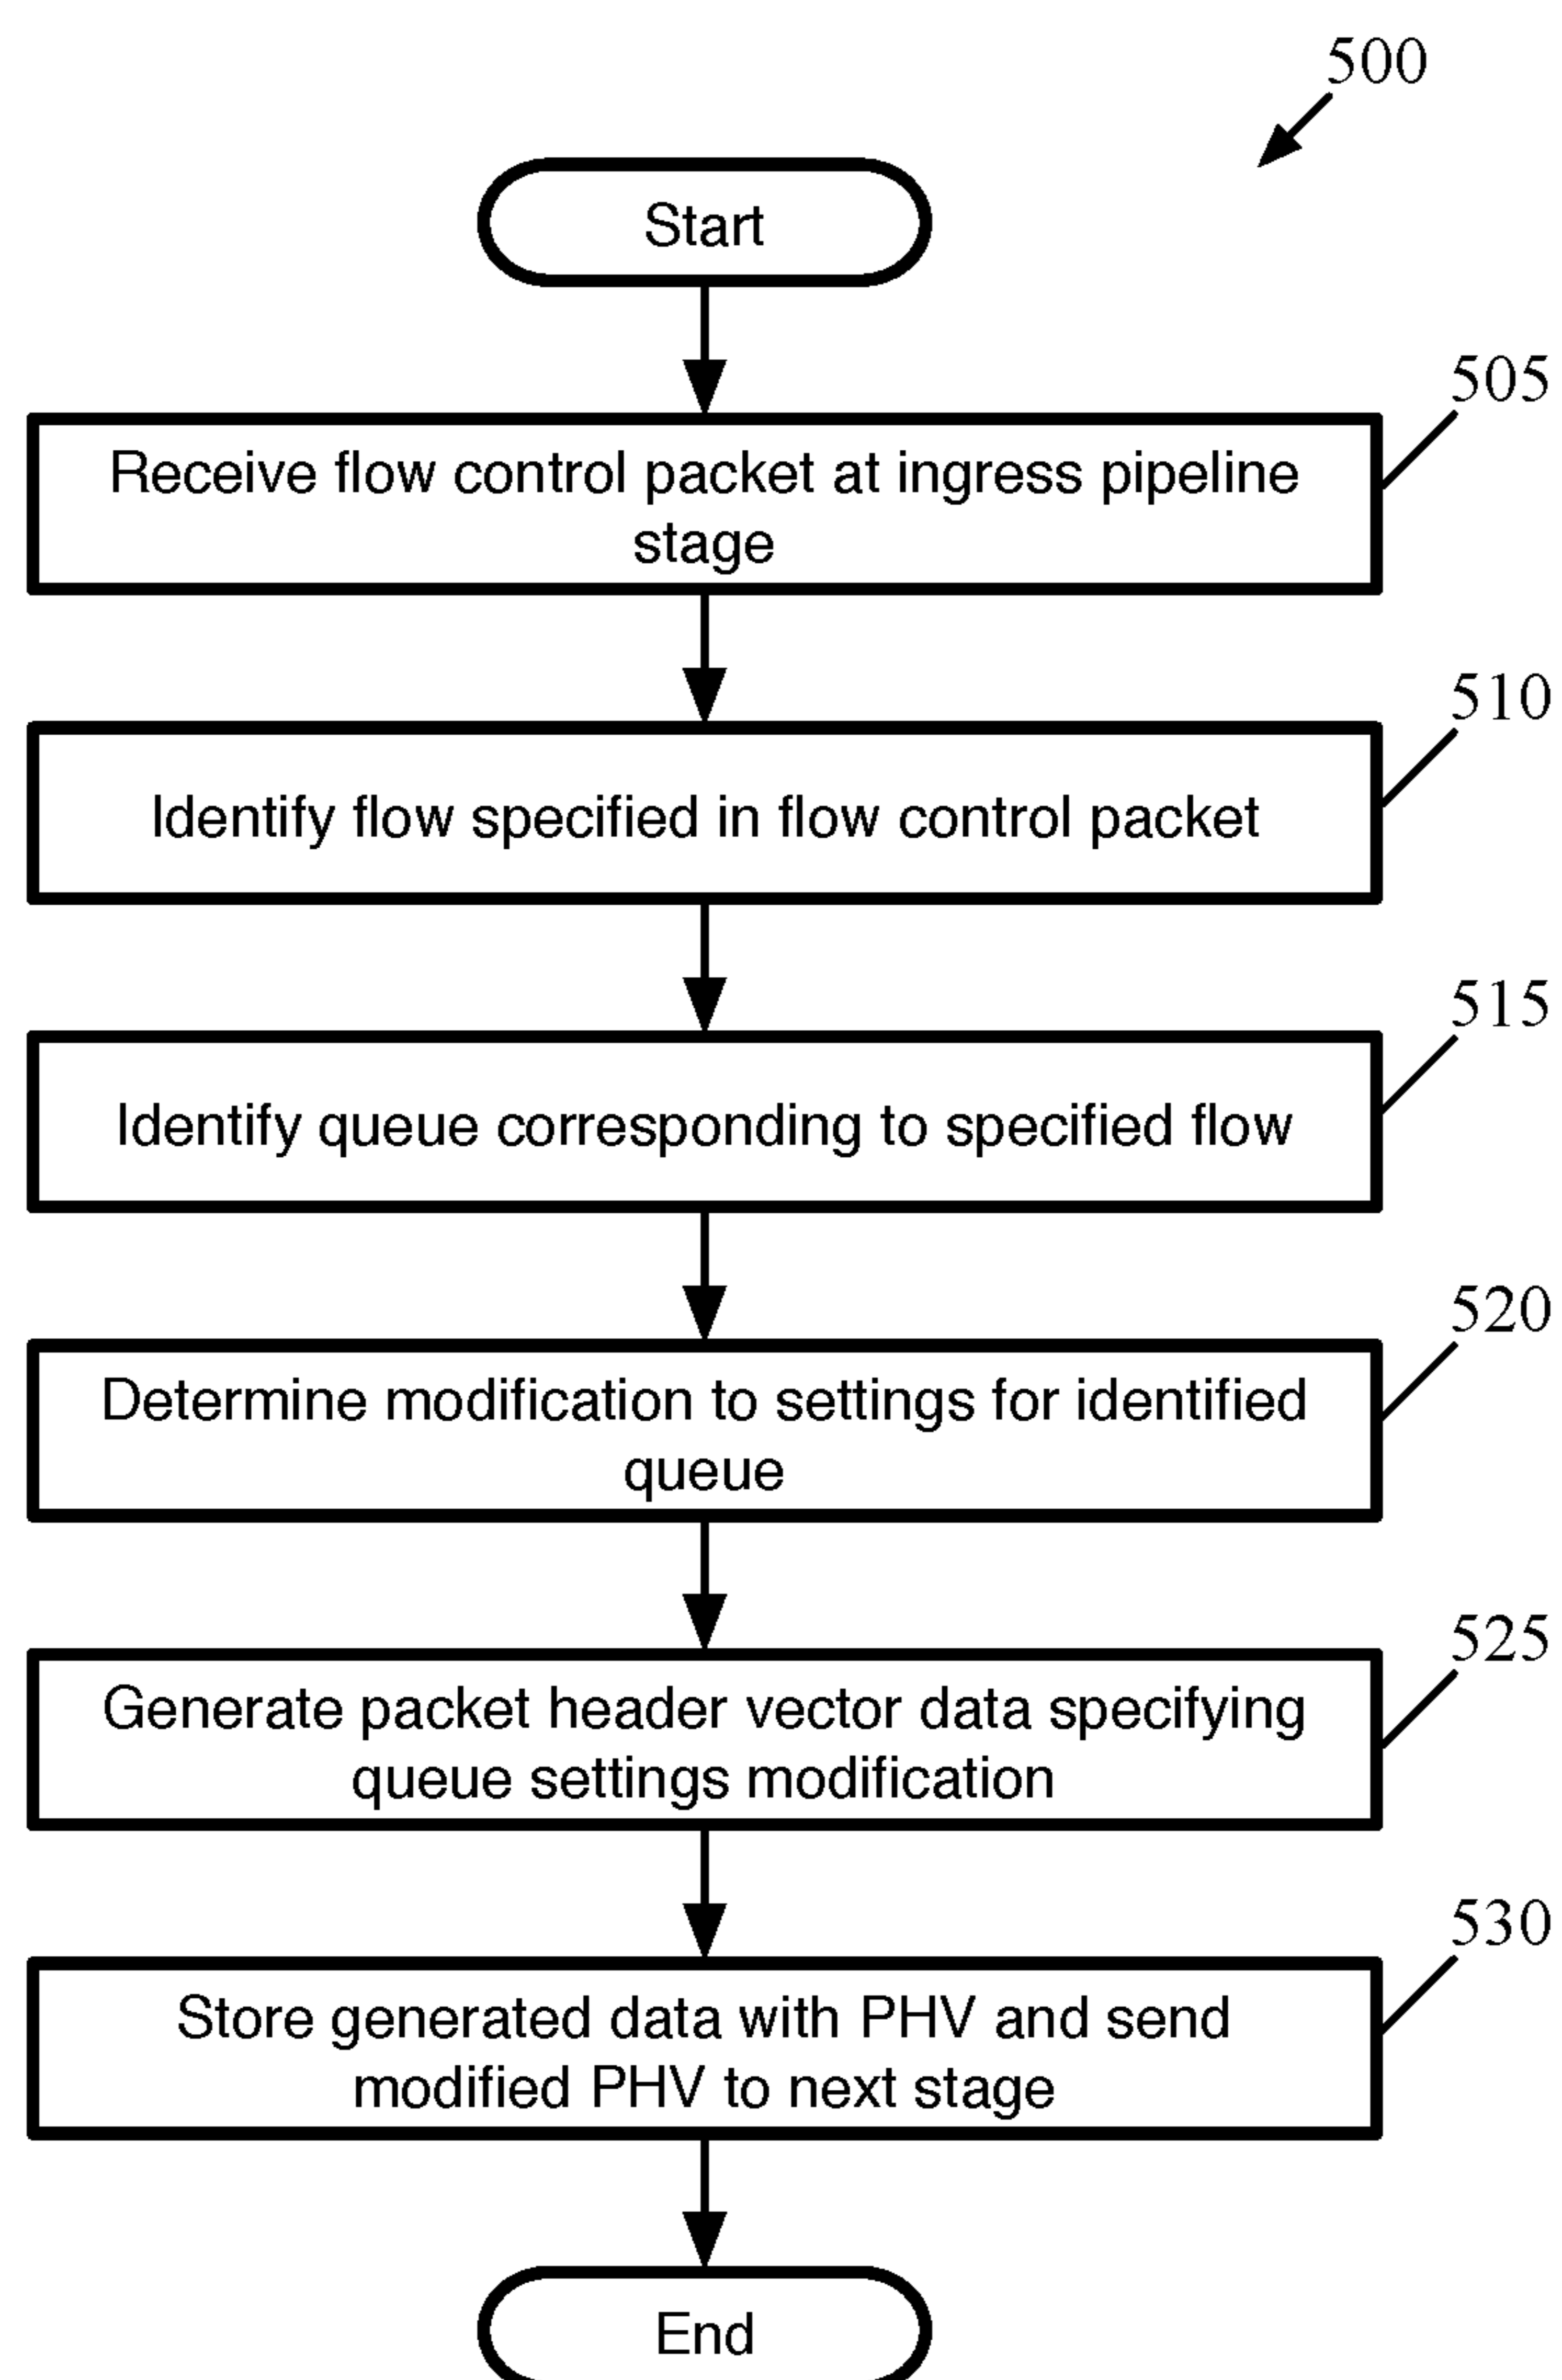 500
Start
505
Receive flow control packet at ingress pipeline
stage
510
Identify flow specified in flow control packet
515
Identify queue corresponding to specified flow
520
Determine modification to settings for identified
queue
525
Generate packet header vector data specifying
queue settings modification
530
Store generated data with PHV and send
modified PHV to next stage
End